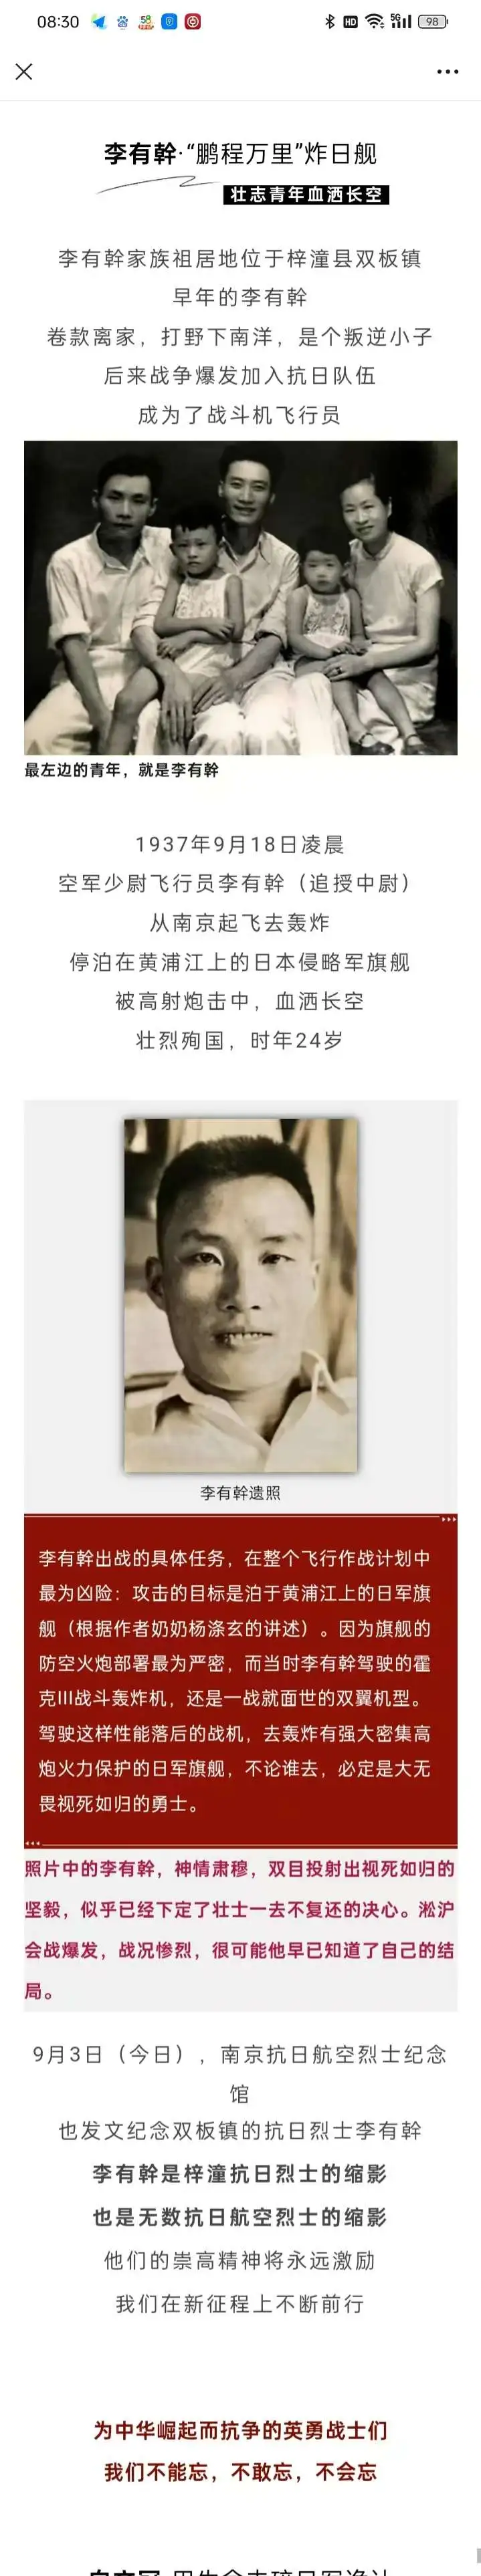 08:30
58
HD
5G
98
李有幹·“鹏程万里”炸日舰
壮志青年血洒长空
李有幹家族祖居地位于梓潼县双板镇
早年的李有幹
卷款离家，打野下南洋，是个叛逆小子
后来战争爆发加入抗日队伍
成为了战斗机飞行员
最左边的青年，就是李有幹
1937年9月18日凌晨
空军少尉飞行员李有幹（追授中尉）
从南京起飞去轰炸
停泊在黄浦江上的日本侵略军旗舰
被高射炮击中，血洒长空
壮烈殉国，时年24岁
李有幹遗照
李有幹出战的具体任务，在整个飞行作战计划中
最为凶险：攻击的目标是泊于黄浦江上的日军旗
舰（根据作者奶奶杨涤玄的讲述）。因为旗舰的
防空火炮部署最为严密，而当时李有幹驾驶的霍
克III战斗轰炸机，还是一战就面世的双翼机型。
驾驶这样性能落后的战机，去轰炸有强大密集高
炮火力保护的日军旗舰，不论谁去，必定是大无
畏视死如归的勇士。
照片中的李有幹，神情肃穆，双目投射出视死如归的
坚毅，似乎已经下定了壮士一去不复还的决心。淞沪
会战爆发，战况惨烈，很可能他早已知道了自己的结
局。
9月3日（今日），南京抗日航空烈士纪念
馆
也发文纪念双板镇的抗日烈士李有幹
李有幹是梓潼抗日烈士的缩影
也是无数抗日航空烈士的缩影
他们的崇高精神将永远激励
我们在新征程上不断前行
为中华崛起而抗争的英勇战士们
我们不能忘，不敢忘，不会忘